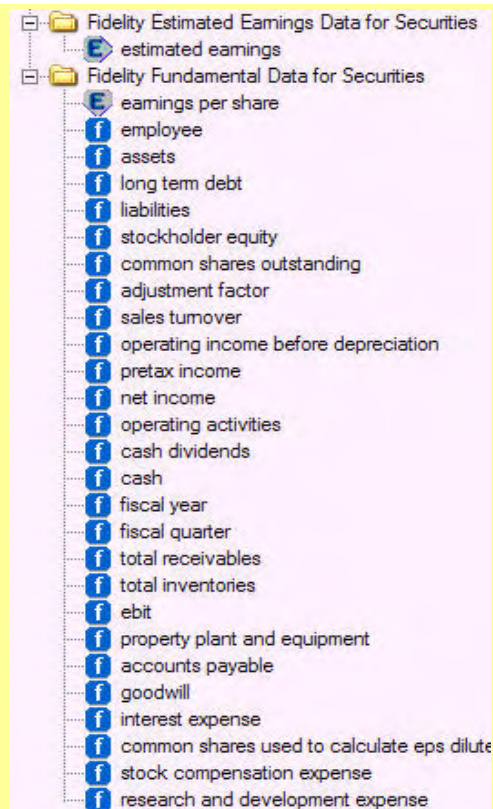 Fidelity Estimated Earnings Data for Securities
E estimated earnings
Fidelity Fundamental Data for Securities
E earnings per share
f employee
f assets
f long term debt
f liabilities
f stockholder equity
f common shares outstanding
f adjustment factor
f sales turnover
f operating income before depreciation
f pretax income
f net income
f operating activities
f cash dividends
f cash
f fiscal year
f fiscal quarter
f total receivables
f total inventories
f ebit
f property plant and equipment
f accounts payable
f goodwill
f interest expense
f common shares used to calculate eps dilute
f stock compensation expense
f research and development expense